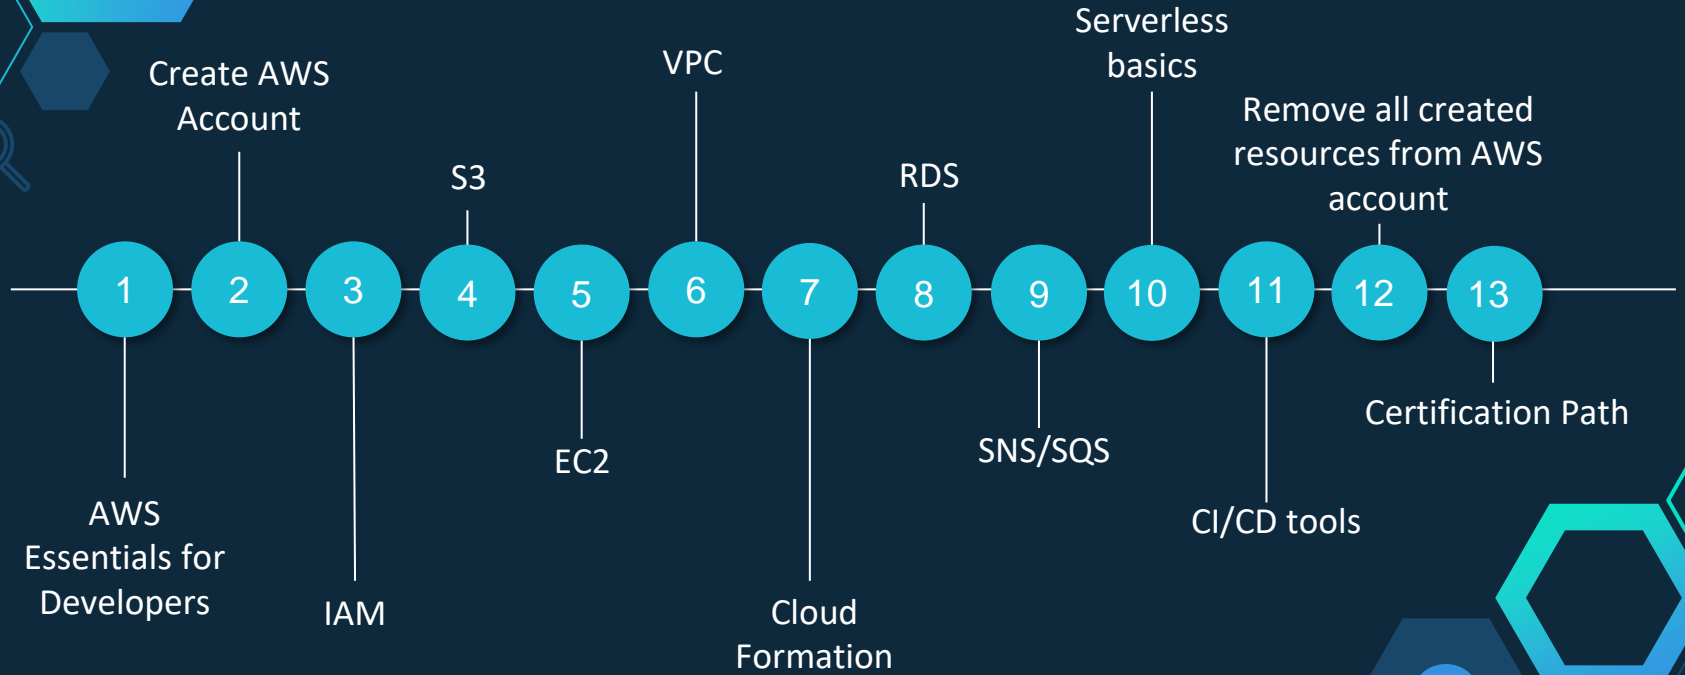 Create AWS
Account
S3
VPC
RDS
Serverless
basics
Remove all created
resources from AWS
account
1
2
3
4
5
6
7
8
9
10
11
12
13
AWS
Essentials for
Developers
IAM
EC2
Cloud
Formation
SNS/SQS
CI/CD tools
Certification Path